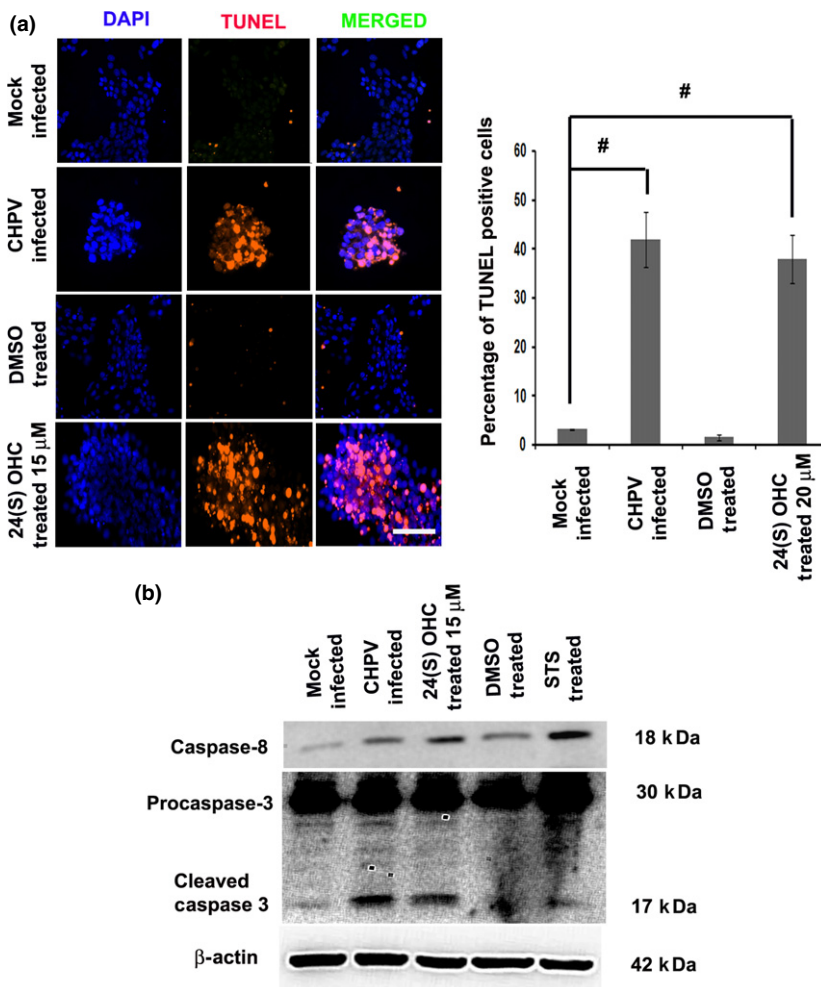 (a)
DAPI
TUNEL
MERGED
Mock
infected
CHPV
infected
DMSO
treated
24(S) OHC
treated 15 µM
#
#
Percentage of TUNEL positive cells
60
50
40
30
20
10
0
Mock
infected
CHPV
infected
DMSO
treated
24(S) OHC
treated 20 µM
(b)
Mock
infected
CHPV
infected
24(S) OHC
treated 15 µM
DMSO
treated
STS
treated
Caspase-8
18 kDa
Procaspase-3
30 kDa
Cleaved
caspase 3
17 kDa
β-actin
42 kDa